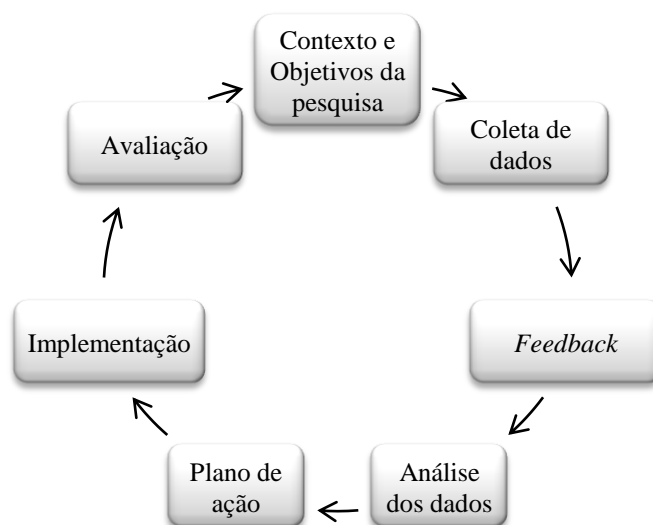 Contexto e
Objetivos da
pesquisa
Coleta de
dados
Feedback
Análise
dos dados
Plano de
ação
Implementação
Avaliação